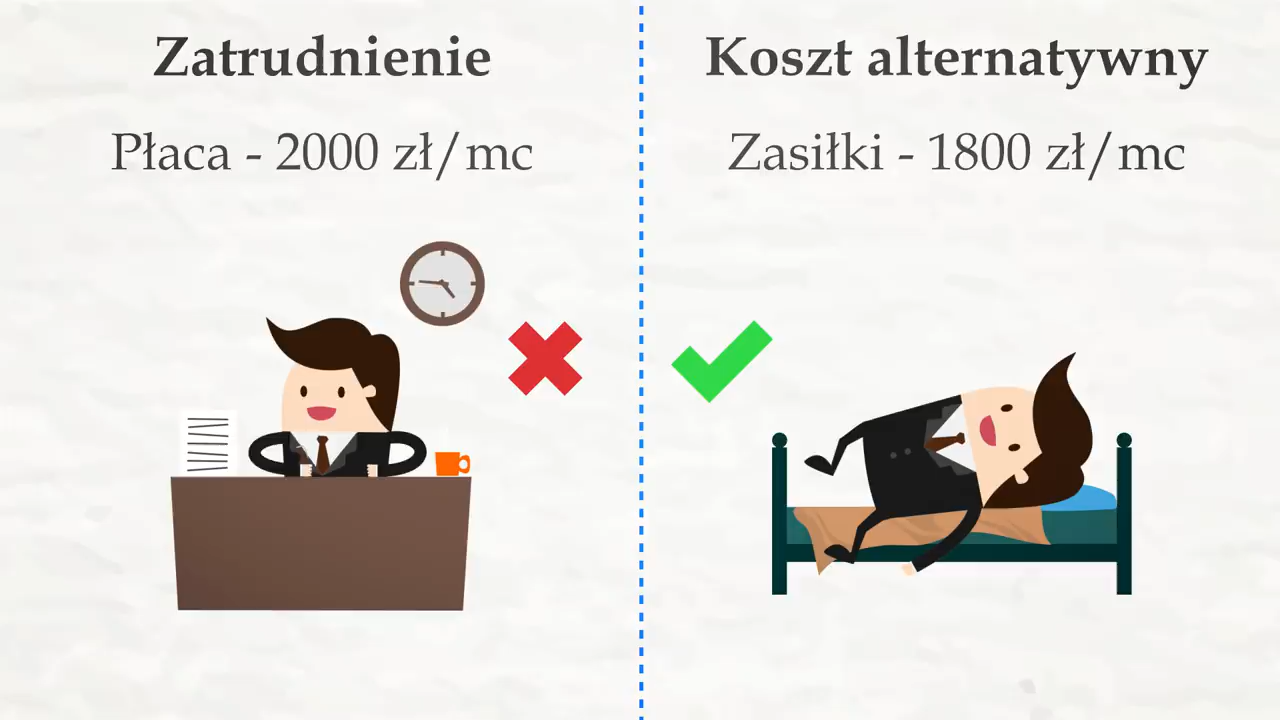 Zatrudnienie
Płaca - 2000 zł/mc
Koszt alternatywny
Zasiłki - 1800 zł/mc